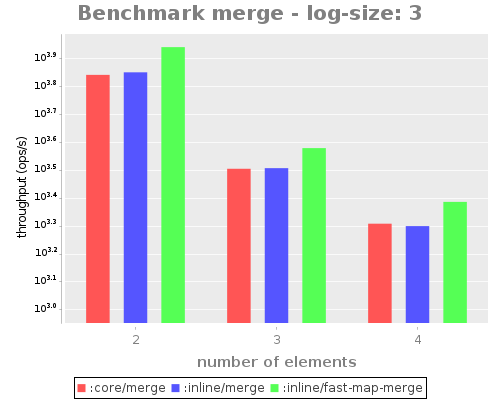 Benchmark merge - log-size: 3
throughput (ops/s)
10^3.9
10^3.8
10^3.7
10^3.6
10^3.5
10^3.4
10^3.3
10^3.2
10^3.1
10^3.0
2 3 4
number of elements
:core/merge :inline/merge :inline/fast-map-merge